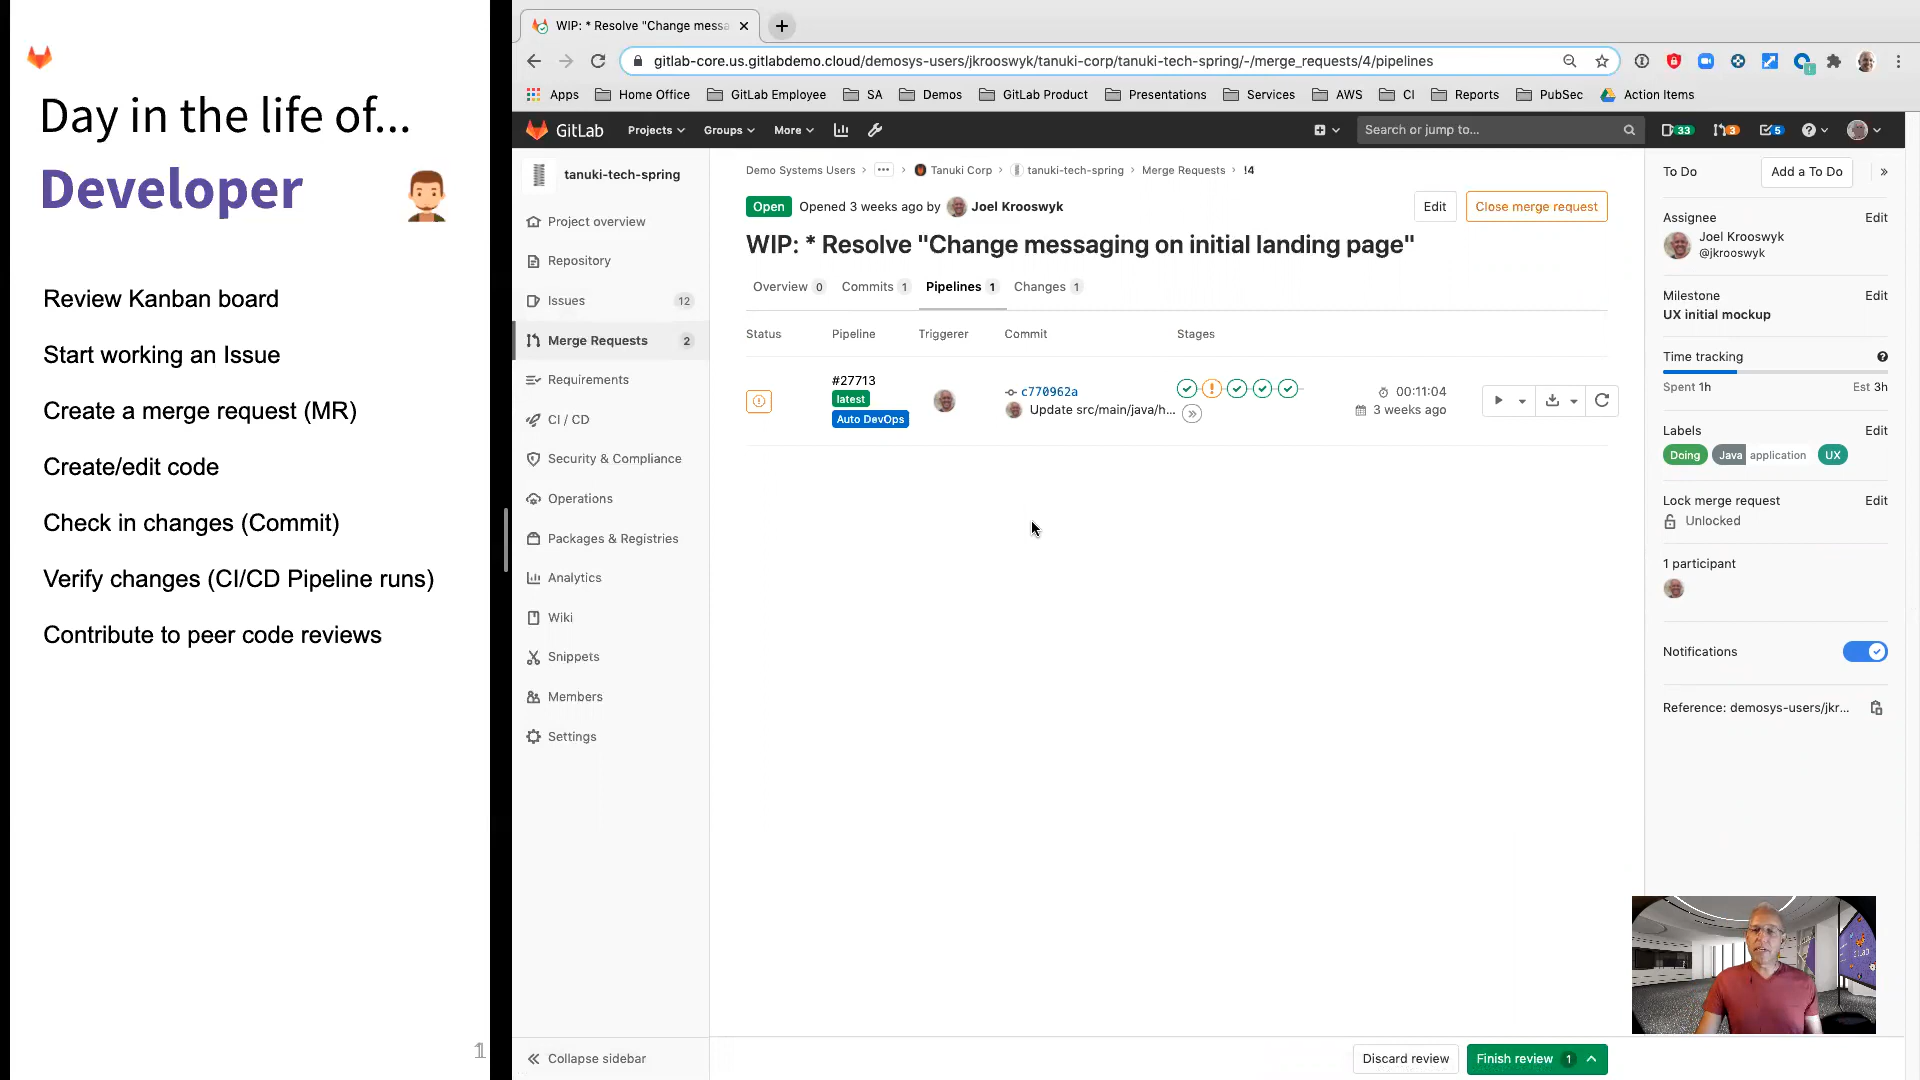 Day in the life of...
Developer
Review Kanban board
Start working an Issue
Create a merge request (MR)
Create/edit code
Check in changes (Commit)
Verify changes (CI/CD Pipeline runs)
Contribute to peer code reviews
1
WIP: * Resolve "Change messa
gitlab-core.us.gitlabdemo.cloud/demosys-users/jkrooswyk/tanuki-corp/tanuki-tech-spring/-/merge_requests/4/pipelines
Apps Home Office GitLab Employee SA Demos GitLab Product Presentations Services AWS CI Reports PubSec Action Items
GitLab Projects Groups More Search or jump to... 33 3 5
tanuki-tech-spring
Project overview
Repository
Issues 12
Merge Requests 2
Requirements
CI / CD
Security & Compliance
Operations
Packages & Registries
Analytics
Wiki
Snippets
Members
Settings
Collapse sidebar
Demo Systems Users > ... > Tanuki Corp > tanuki-tech-spring > Merge Requests > !4
Open Opened 3 weeks ago by Joel Krooswyk Edit Close merge request
WIP: * Resolve "Change messaging on initial landing page"
Overview 0 Commits 1 Pipelines 1 Changes 1
Status Pipeline Triggerer Commit Stages
#27713
latest
Auto DevOps
c770962a
Update src/main/java/h...
00:11:04
3 weeks ago
Discard review Finish review 1
To Do Add a To Do
Assignee Edit
Joel Krooswyk
@jkrooswyk
Milestone Edit
UX initial mockup
Time tracking
Spent 1h Est 3h
Labels Edit
Doing Java application UX
Lock merge request Edit
Unlocked
1 participant
Notifications
Reference: demosys-users/jkr...